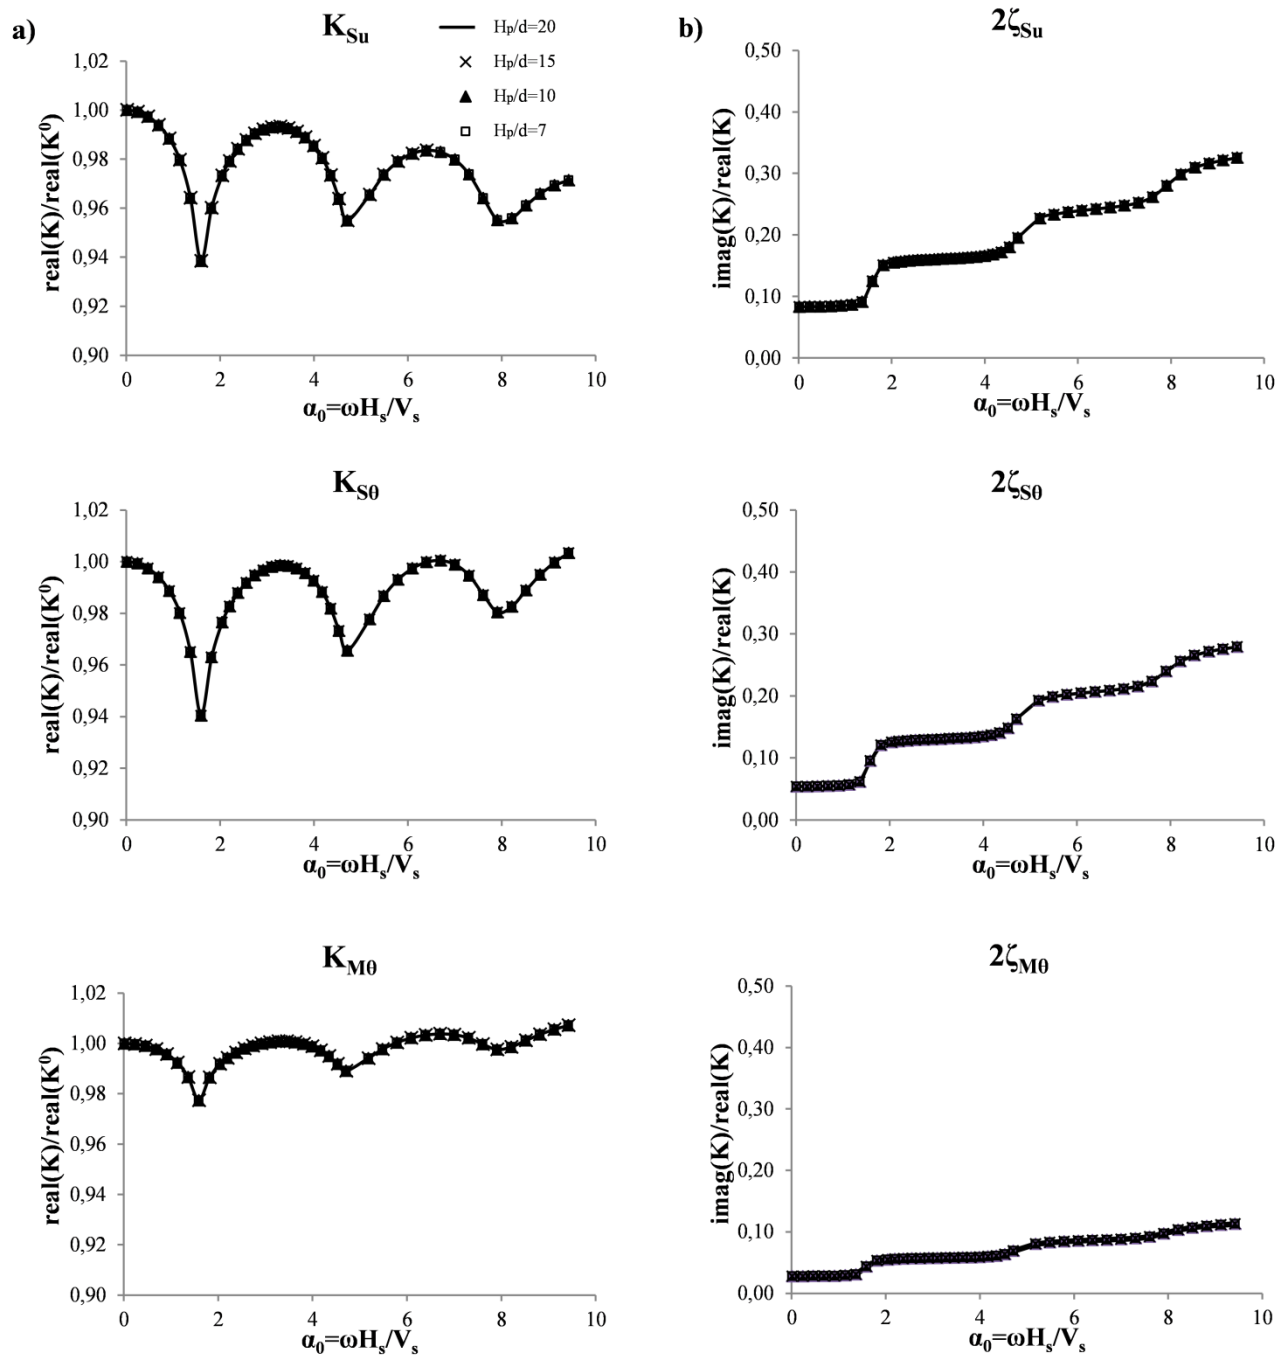 a)
K_Su
H_p/d=20
H_p/d=15
H_p/d=10
H_p/d=7
real(K)/real(K⁰)
1,02
1,00
0,98
0,96
0,94
0,92
0,90
0 2 4 6 8 10
α₀=ωH_s/V_s
b)
2ζ_Su
imag(K)/real(K)
0,50
0,40
0,30
0,20
0,10
0,00
0 2 4 6 8 10
α₀=ωH_s/V_s
K_Sθ
real(K)/real(K⁰)
1,02
1,00
0,98
0,96
0,94
0,92
0,90
0 2 4 6 8 10
α₀=ωH_s/V_s
2ζ_Sθ
imag(K)/real(K)
0,50
0,40
0,30
0,20
0,10
0,00
0 2 4 6 8 10
α₀=ωH_s/V_s
K_Mθ
real(K)/real(K⁰)
1,02
1,00
0,98
0,96
0,94
0,92
0,90
0 2 4 6 8 10
α₀=ωH_s/V_s
2ζ_Mθ
imag(K)/real(K)
0,50
0,40
0,30
0,20
0,10
0,00
0 2 4 6 8 10
α₀=ωH_s/V_s